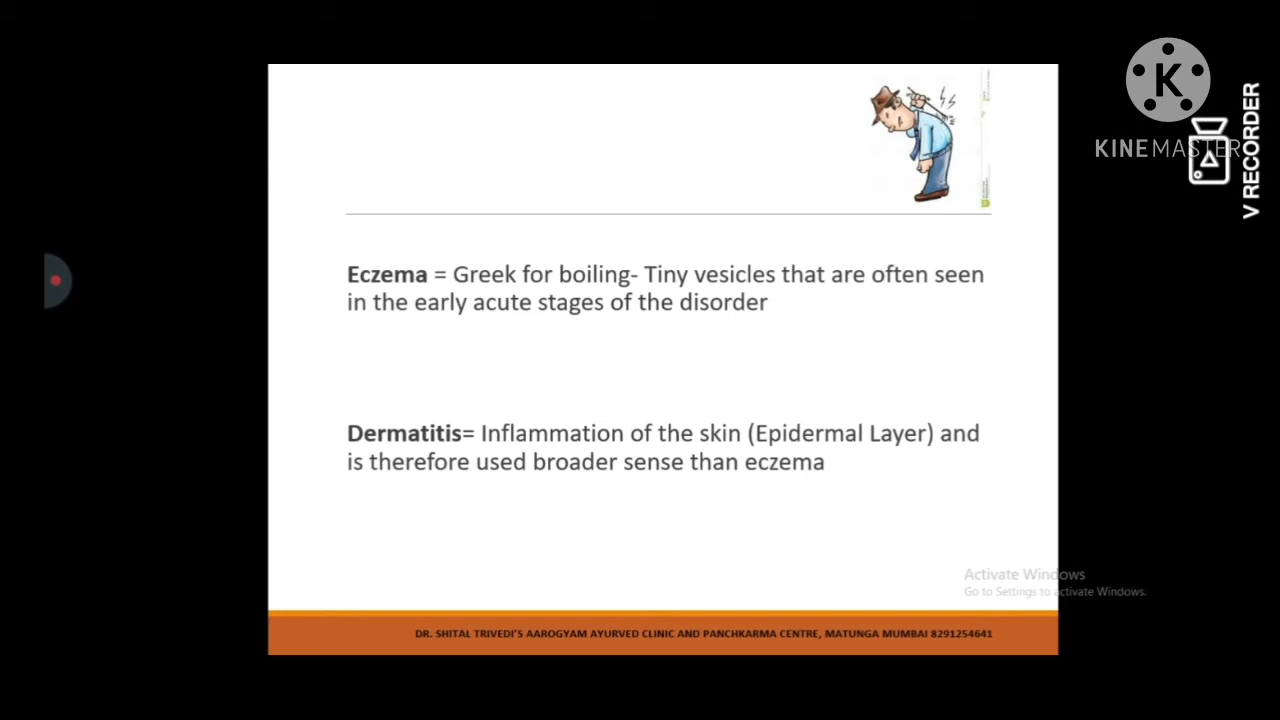 K
KINEMASTER
V RECORDER
Eczema = Greek for boiling- Tiny vesicles that are often seen
in the early acute stages of the disorder
Dermatitis= Inflammation of the skin (Epidermal Layer) and
is therefore used broader sense than eczema
Activate Windows
Go to Settings to activate Windows.
DR. SHITAL TRIVEDI'S AAROGYAM AYURVED CLINIC AND PANCHKARMA CENTRE, MATUNGA MUMBAI 8291254641